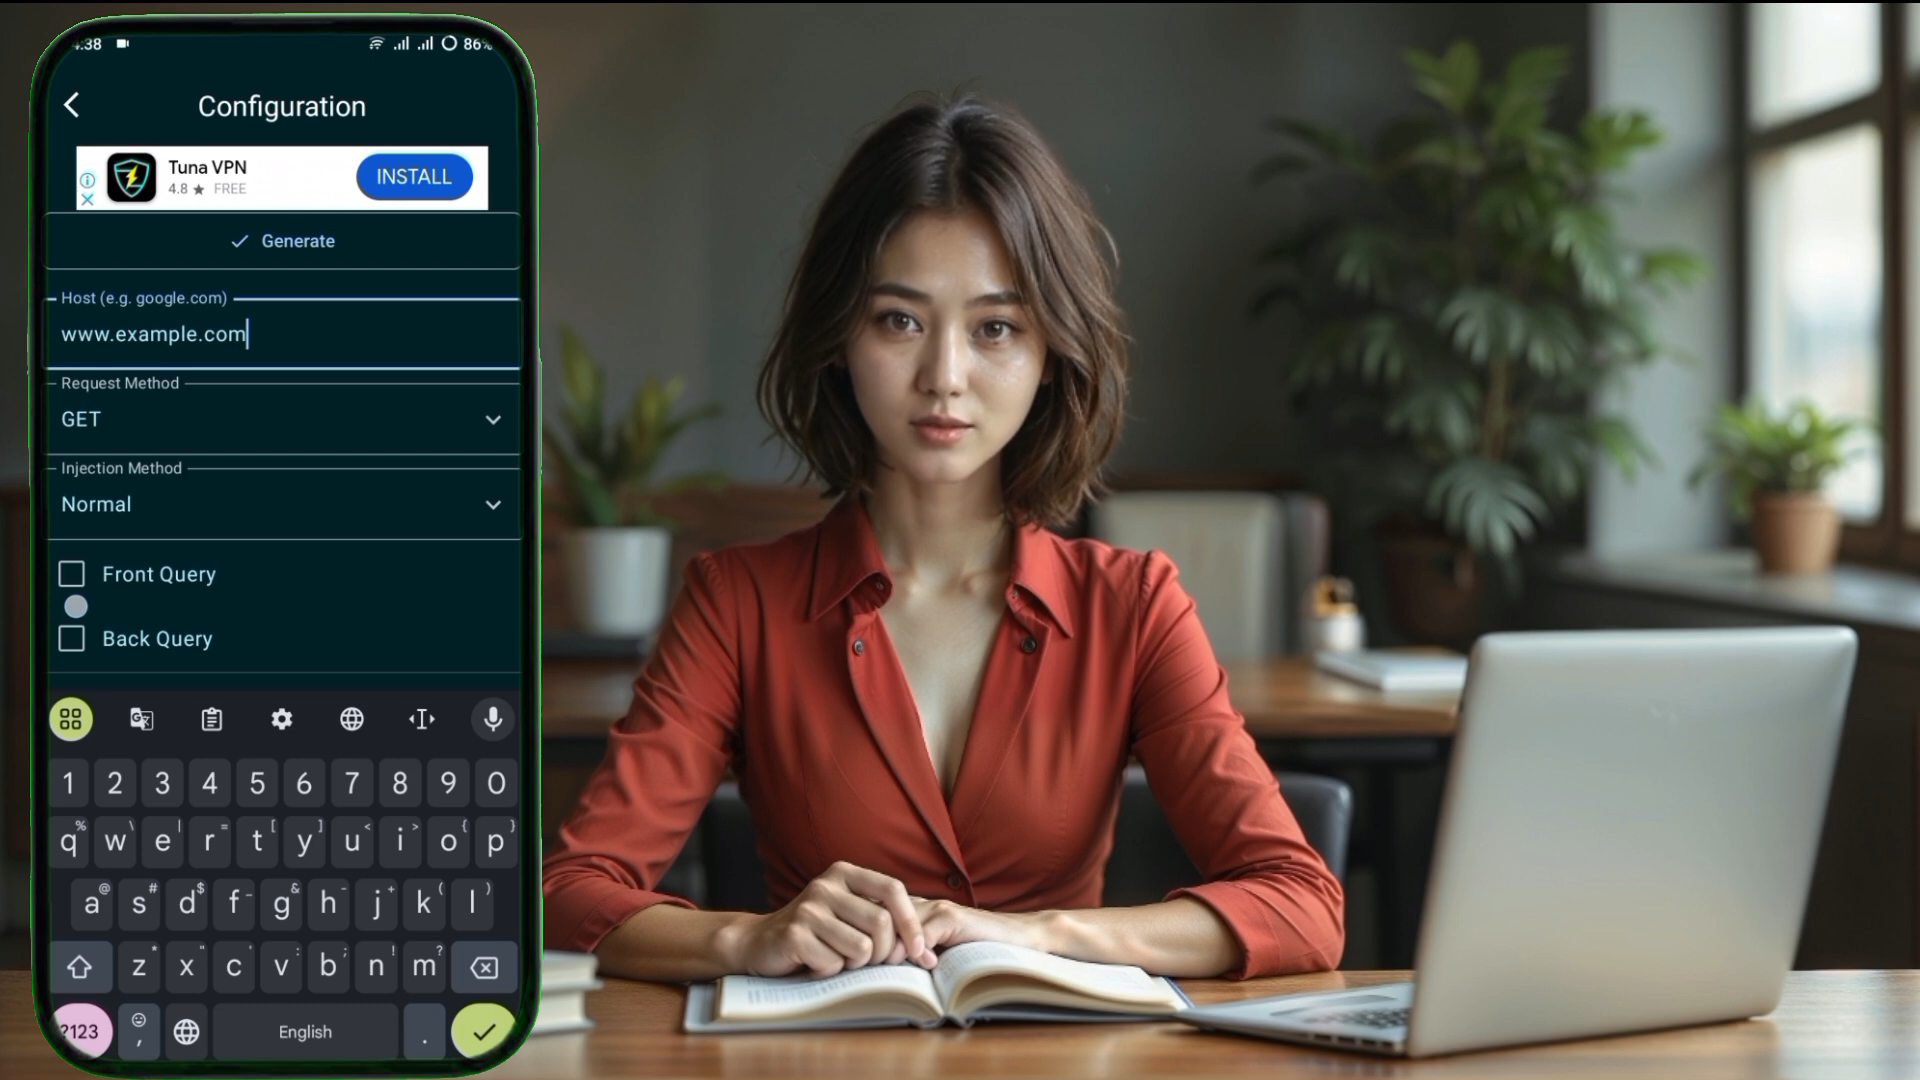 4:38 86%
Configuration
Tuna VPN
4.8 ★ FREE
INSTALL
Generate
Host (e.g. google.com)
www.example.com
Request Method
GET
Injection Method
Normal
Front Query
Back Query
1 2 3 4 5 6 7 8 9 0
q% w\ e| r= t[ y] u< i> o{ p}
a@ s# d$ f- g& h- j+ k( l)
z* x" c' v: b; n! m?
?123 , English .